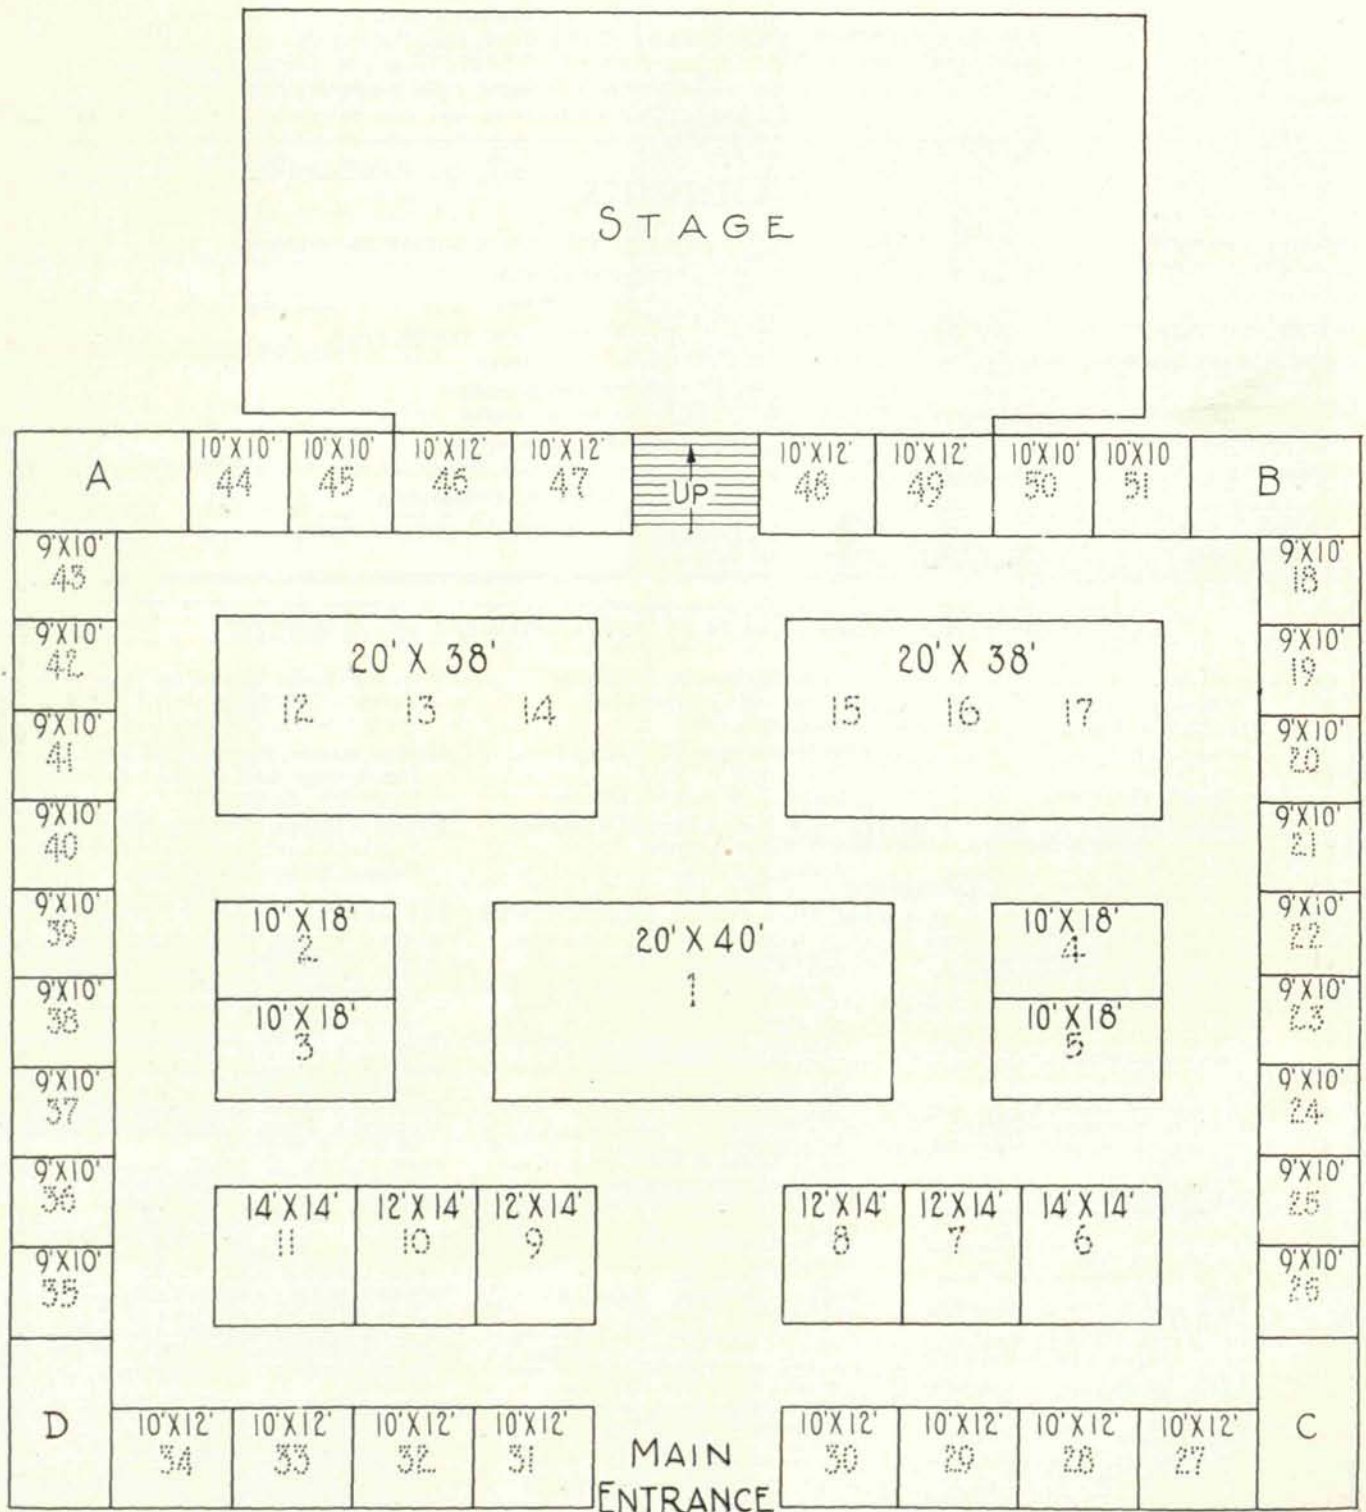 STAGE
A
10'X10'
44
10'X10'
45
10'X12'
46
10'X12'
47
UP
10'X12'
48
10'X12'
49
10'X10'
50
10'X10
51
B
9'X10'
43
9'X10'
42
9'X10'
41
9'X10'
40
9'X10'
39
9'X10'
38
9'X10'
37
9'X10'
36
9'X10'
35
20' X 38'
12 13 14
20' X 38'
15 16 17
10' X 18'
2
10' X 18'
3
20' X 40'
1
10' X 18'
4
10' X 18'
5
14' X 14'
11
12' X 14'
10
12' X 14'
9
12' X 14'
8
12' X 14'
7
14' X 14'
6
9'X10'
18
9'X10'
19
9'X10'
20
9'X10'
21
9'X10'
22
9'X10'
23
9'X10'
24
9'X10'
25
9'X10'
26
D
10'X12'
34
10'X12'
33
10'X12'
32
10'X12'
31
MAIN
ENTRANCE
10'X12'
30
10'X12'
29
10'X12'
28
10'X12'
27
C